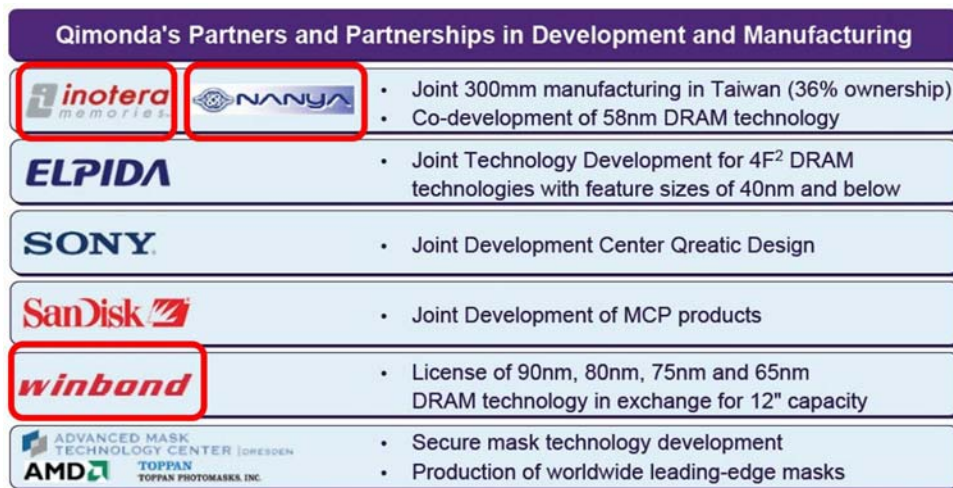 Qimonda's Partners and Partnerships in Development and Manufacturing
inotera
memories
NANYA
• Joint 300mm manufacturing in Taiwan (36% ownership)
• Co-development of 58nm DRAM technology
ELPIDA
• Joint Technology Development for 4F² DRAM
technologies with feature sizes of 40nm and below
SONY
• Joint Development Center Qreatic Design
SanDisk
• Joint Development of MCP products
winbond
• License of 90nm, 80nm, 75nm and 65nm
DRAM technology in exchange for 12" capacity
ADVANCED MASK
TECHNOLOGY CENTER | DRESDEN
AMD
TOPPAN
TOPPAN PHOTOMASKS, INC.
• Secure mask technology development
• Production of worldwide leading-edge masks